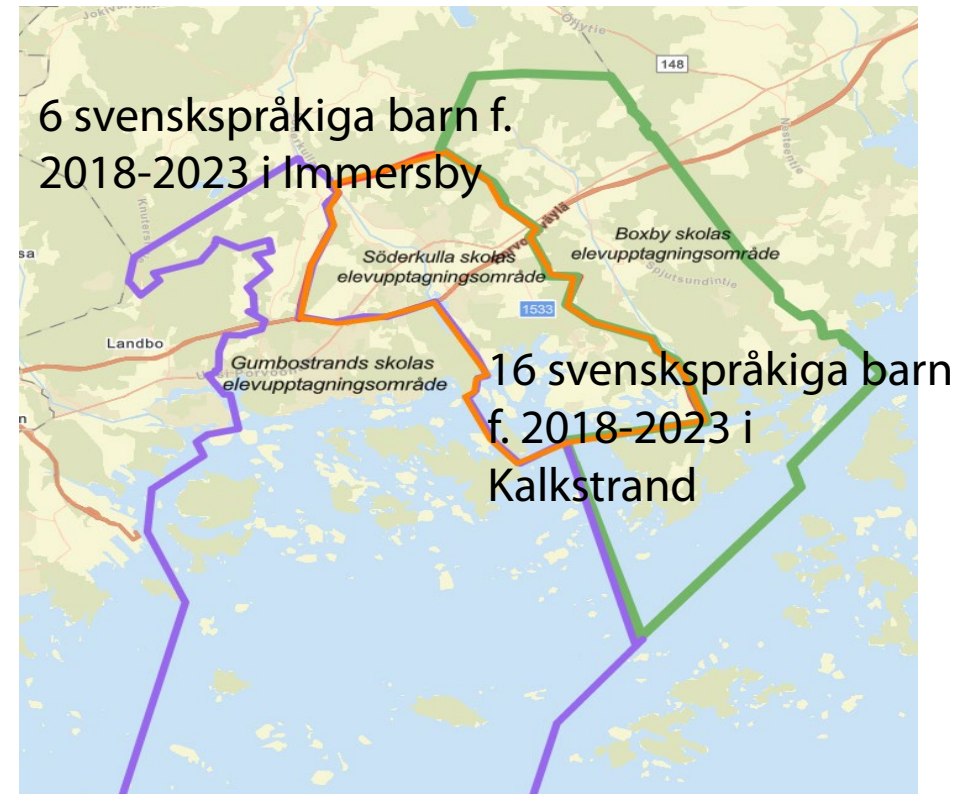 148
6 svenskspråkiga barn f.
2018-2023 i Immersby
Söderkulla skolas
elevupptagningsområde
Boxby skolas
elevupptagningsområde
Spjutsundintie
1533
Landbo
Gumbostrands skolas
elevupptagningsområde
16 svenskspråkiga barn
f. 2018-2023 i
Kalkstrand